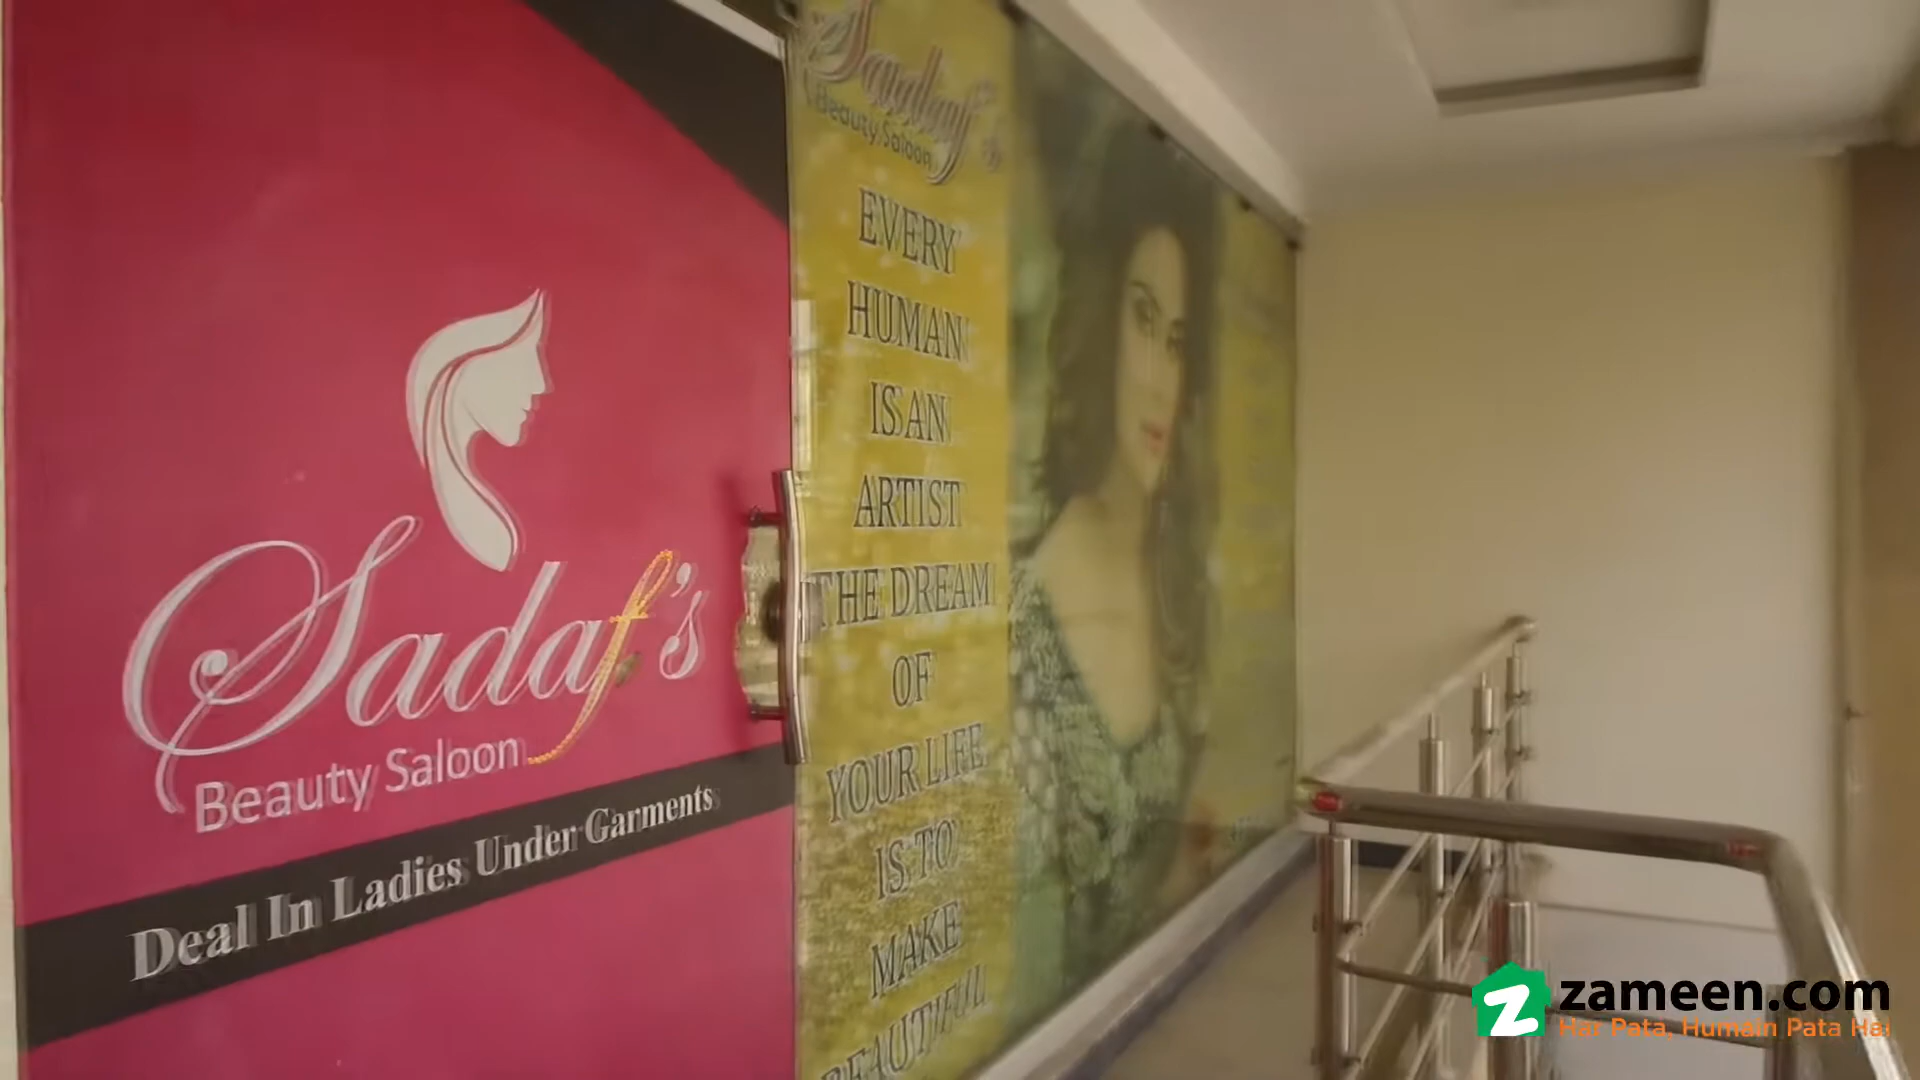 Sadaf's
Beauty Saloon
Deal In Ladies Under Garments
Sadaf's
Beauty Saloon
EVERY
HUMAN
IS AN
ARTIST
THE DREAM
OF
YOUR LIFE
IS TO
MAKE
BEAUTIFUL
zameen.com
Har Pata, Humain Pata Hai